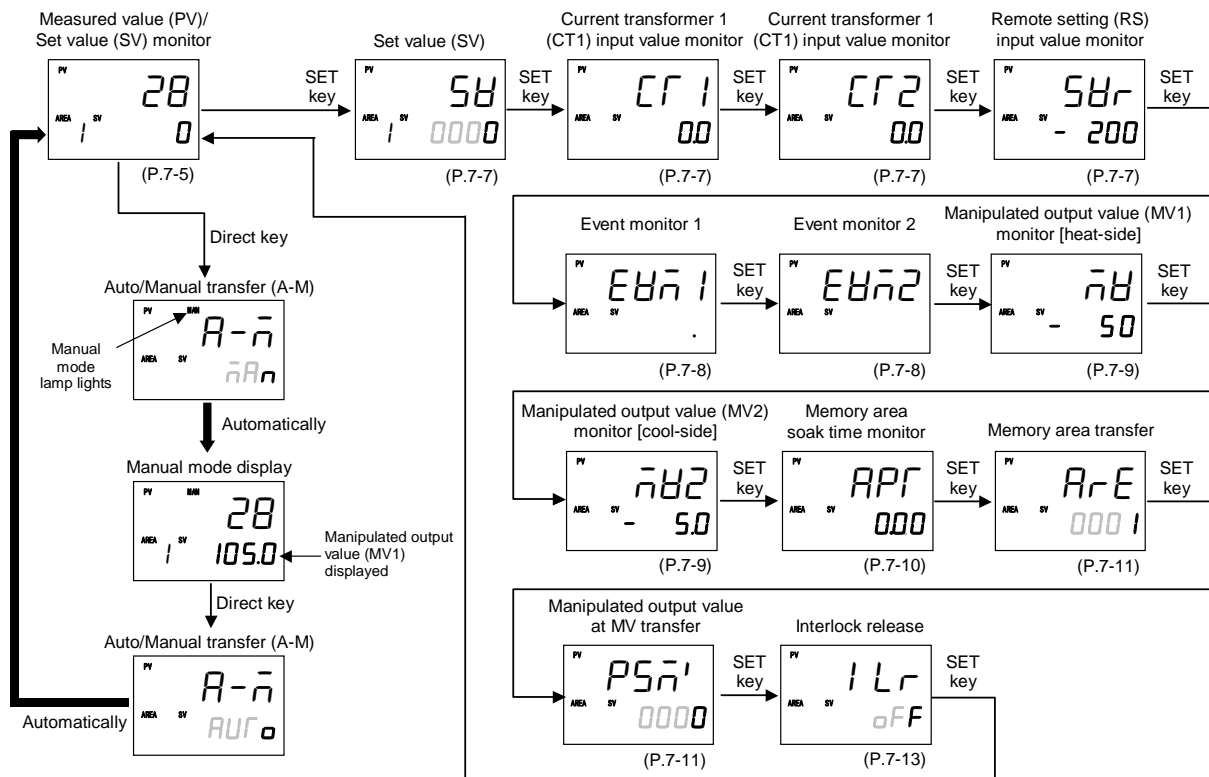 Measured value (PV)/
Set value (SV) monitor
PV
28
AREA SV
1 0
(P.7-5)
SET
key
Set value (SV)
PV
SV
AREA SV
1 0000
(P.7-7)
SET
key
Current transformer 1
(CT1) input value monitor
PV
CT1
AREA SV
0.0
(P.7-7)
SET
key
Current transformer 1
(CT1) input value monitor
PV
CT2
AREA SV
0.0
(P.7-7)
SET
key
Remote setting (RS)
input value monitor
PV
SVr
AREA SV
- 200
(P.7-7)
SET
key
Event monitor 1
PV
EVM1
AREA SV
.
(P.7-8)
SET
key
Event monitor 2
PV
EVM2
AREA SV
(P.7-8)
SET
key
Manipulated output value (MV1)
monitor [heat-side]
PV
MV
AREA SV
- 50
(P.7-9)
SET
key
Manipulated output value (MV2)
monitor [cool-side]
PV
MV2
AREA SV
- 5.0
(P.7-9)
SET
key
Memory area
soak time monitor
PV
APT
AREA SV
0.00
(P.7-10)
SET
key
Memory area transfer
PV
ArE
AREA SV
0001
(P.7-11)
SET
key
Manipulated output value
at MV transfer
PV
PSM'
AREA SV
0000
(P.7-11)
SET
key
Interlock release
PV
ILr
AREA SV
oFF
(P.7-13)
SET
key
Direct key
Auto/Manual transfer (A-M)
PV MAN
A-M
AREA SV
MAn
Manual
mode
lamp lights
Automatically
Manual mode display
PV MAN
28
AREA SV
1 105.0
Manipulated output
value (MV1)
displayed
Direct key
Auto/Manual transfer (A-M)
PV
A-M
AREA SV
AUTo
Automatically